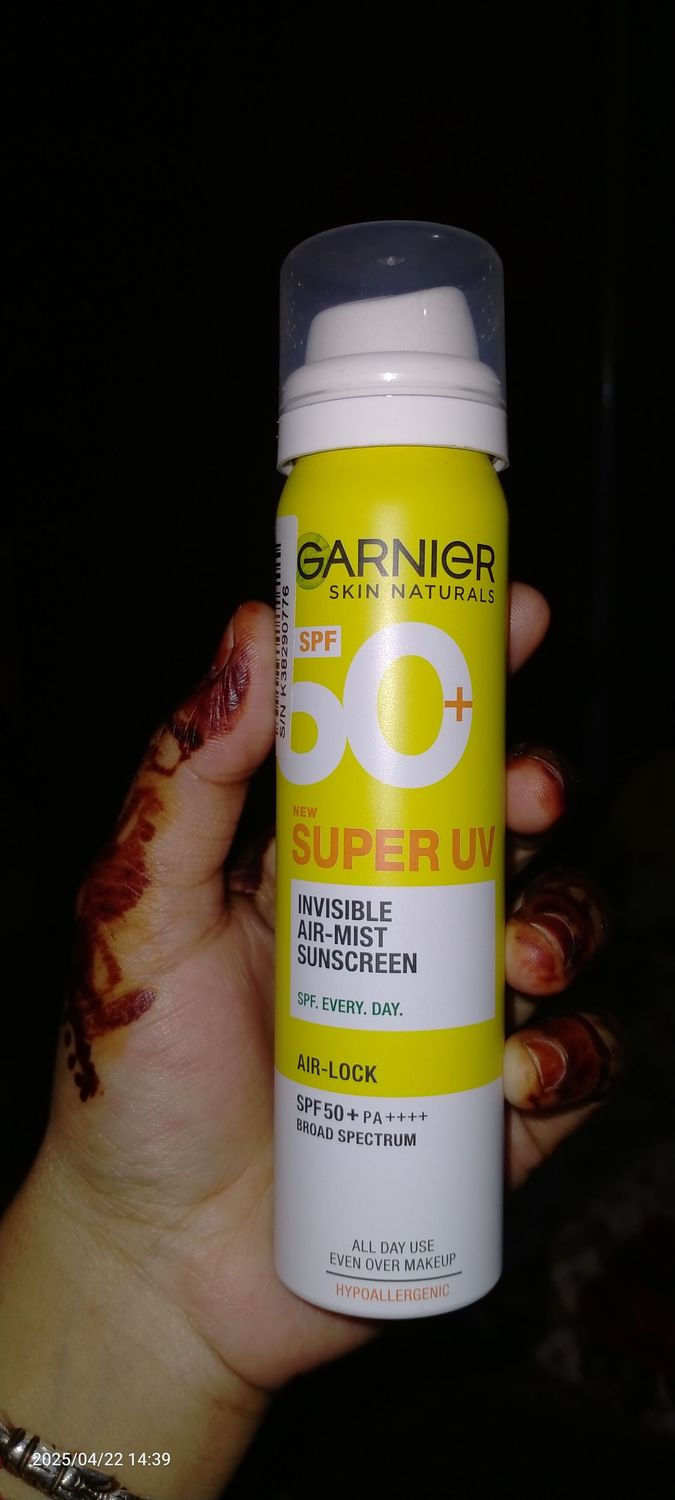 GARNIER
SKIN NATURALS
S/N K38290776
SPF
50+
NEW
SUPER UV
INVISIBLE
AIR-MIST
SUNSCREEN
SPF. EVERY. DAY.
AIR-LOCK
SPF50+ PA++++
BROAD SPECTRUM
ALL DAY USE
EVEN OVER MAKEUP
HYPOALLERGENIC
2025/04/22 14:39